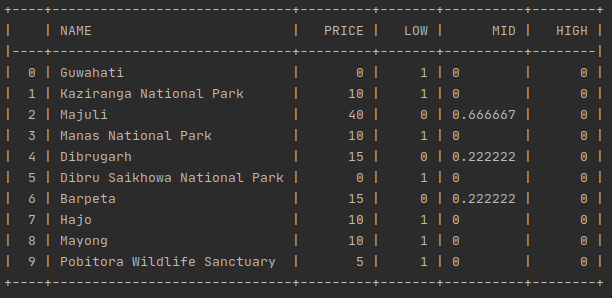 +----+------------------------------+---------+-------+----------+--------+
|    | NAME                         |   PRICE |   LOW |      MID |   HIGH |
|----+------------------------------+---------+-------+----------+--------|
|  0 | Guwahati                     |       0 |     1 | 0        |      0 |
|  1 | Kaziranga National Park      |      10 |     1 | 0        |      0 |
|  2 | Majuli                       |      40 |     0 | 0.666667 |      0 |
|  3 | Manas National Park          |      10 |     1 | 0        |      0 |
|  4 | Dibrugarh                    |      15 |     0 | 0.222222 |      0 |
|  5 | Dibru Saikhowa National Park |       0 |     1 | 0        |      0 |
|  6 | Barpeta                      |      15 |     0 | 0.222222 |      0 |
|  7 | Hajo                         |      10 |     1 | 0        |      0 |
|  8 | Mayong                       |      10 |     1 | 0        |      0 |
|  9 | Pobitora Wildlife Sanctuary  |       5 |     1 | 0        |      0 |
+----+------------------------------+---------+-------+----------+--------+